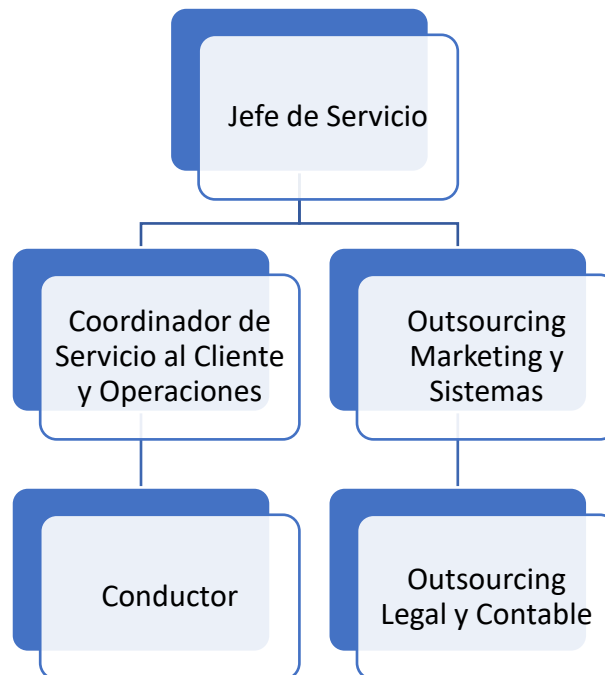 Jefe de Servicio
Coordinador de
Servicio al Cliente
y Operaciones
Outsourcing
Marketing y
Sistemas
Conductor
Outsourcing
Legal y Contable